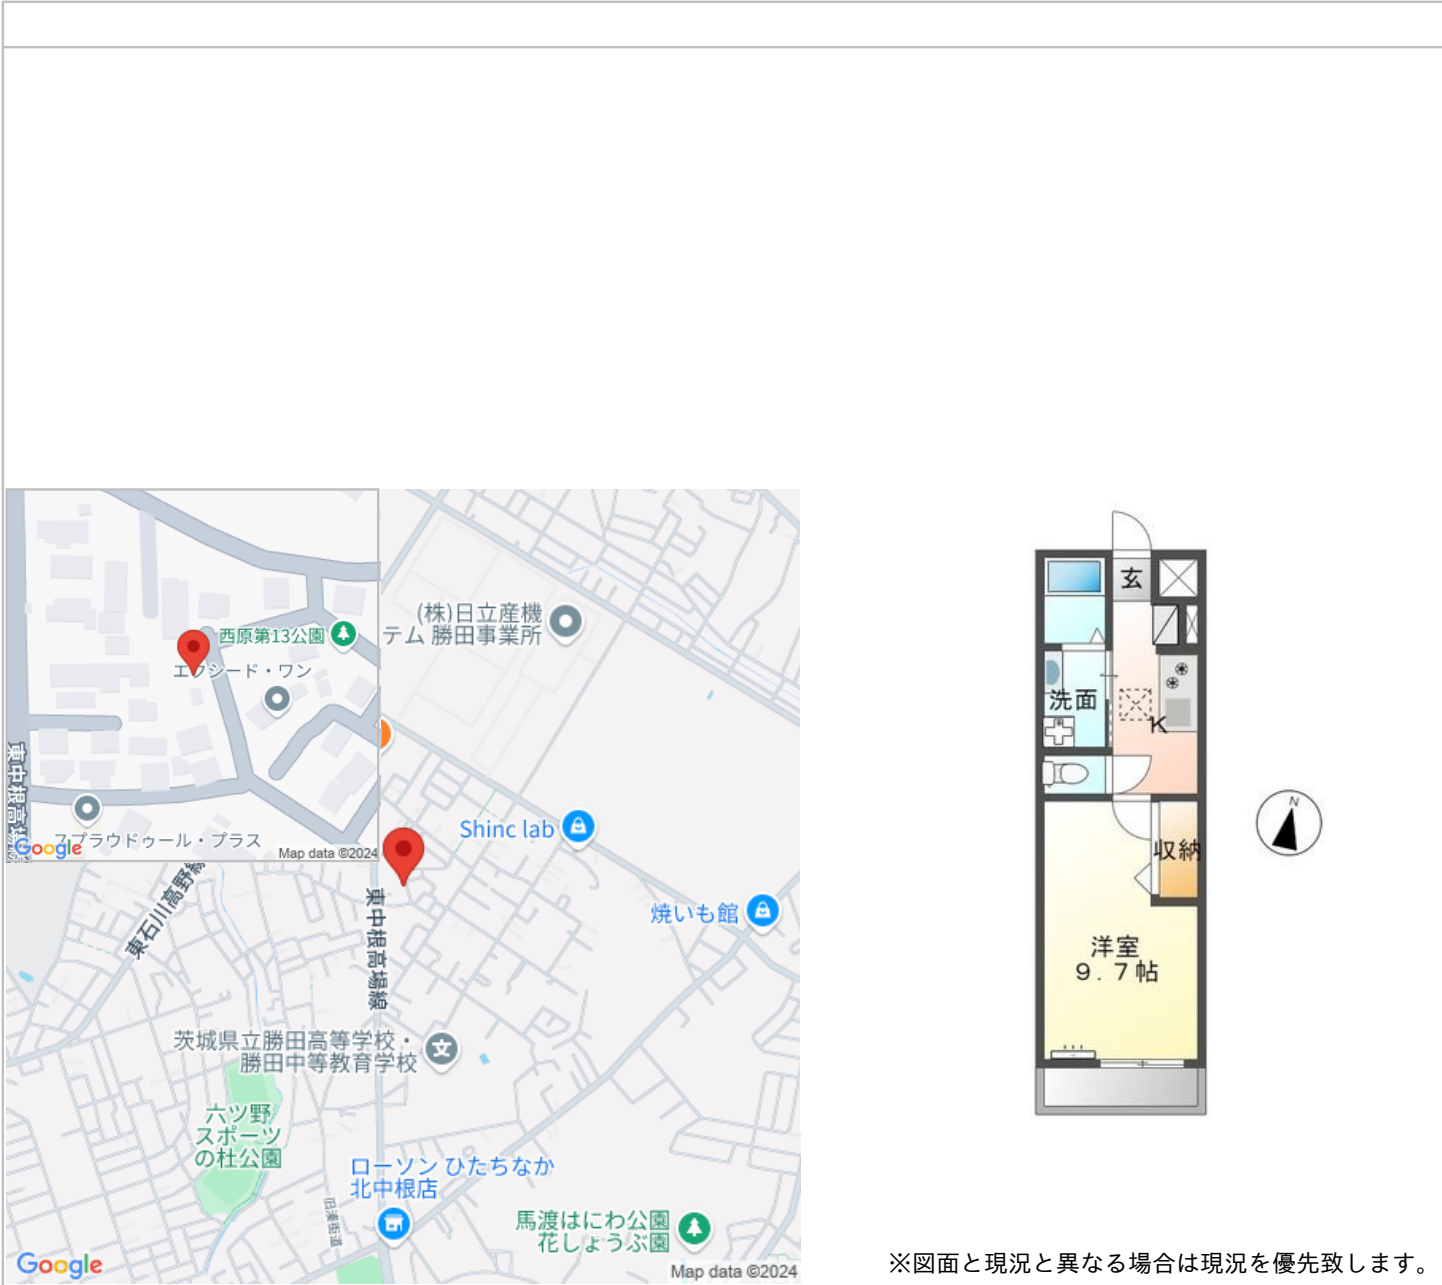 西原第13公園
エクシード・ワン
東中根高場線
スプラウドゥール・プラス
Google
Map data ©2024
(株)日立産機
テム 勝田事業所
Shinc lab
焼いも館
東石川高野線
東中根高場線
茨城県立勝田高等学校・
勝田中等教育学校
六ツ野
スポーツ
の杜公園
ローソン ひたちなか
北中根店
旧湊街道
馬渡はにわ公園
花しょうぶ園
Google
Map data ©2024
玄
洗面
K
収納
洋室
9.7帖
N
※図面と現況と異なる場合は現況を優先致します。